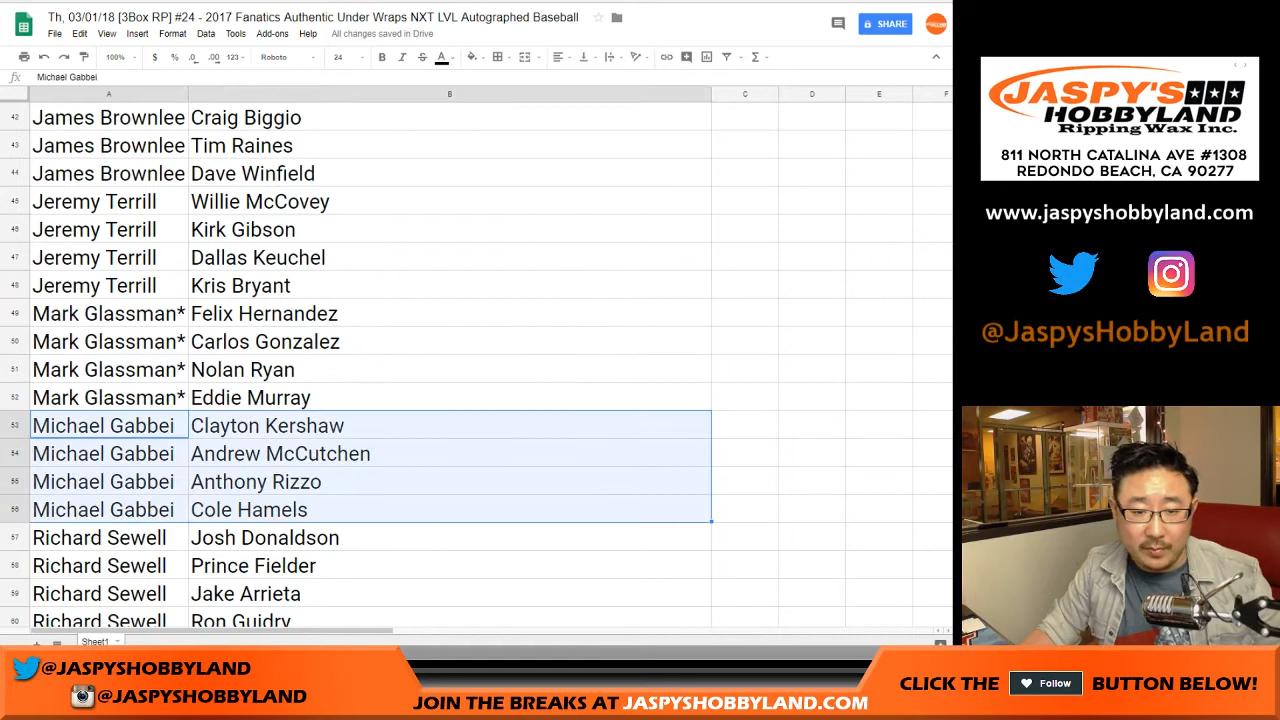 Th, 03/01/18 [3Box RP] #24 - 2017 Fanatics Authentic Under Wraps NXT LVL Autographed Baseball
File Edit View Insert Format Data Tools Add-ons Help All changes saved in Drive
SHARE
100% $ % .0 .00 123 Roboto 24 B I S A
fx Michael Gabbei
A B C D E F
42 James Brownlee Craig Biggio
43 James Brownlee Tim Raines
44 James Brownlee Dave Winfield
45 Jeremy Terrill Willie McCovey
46 Jeremy Terrill Kirk Gibson
47 Jeremy Terrill Dallas Keuchel
48 Jeremy Terrill Kris Bryant
49 Mark Glassman* Felix Hernandez
50 Mark Glassman* Carlos Gonzalez
51 Mark Glassman* Nolan Ryan
52 Mark Glassman* Eddie Murray
53 Michael Gabbei Clayton Kershaw
54 Michael Gabbei Andrew McCutchen
55 Michael Gabbei Anthony Rizzo
56 Michael Gabbei Cole Hamels
57 Richard Sewell Josh Donaldson
58 Richard Sewell Prince Fielder
59 Richard Sewell Jake Arrieta
60 Richard Sewell Ron Guidry
Sheet1
JASPY'S
HOBBYLAND
Ripping Wax Inc.
811 NORTH CATALINA AVE #1308
REDONDO BEACH, CA 90277
www.jaspyshobbyland.com
@JaspysHobbyLand
@JASPYSHOBBYLAND
@JASPYSHOBBYLAND
JOIN THE BREAKS AT JASPYSHOBBYLAND.COM
CLICK THE Follow BUTTON BELOW!